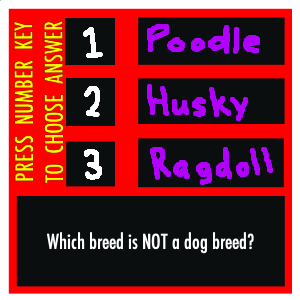 PRESS NUMBER KEY
TO CHOOSE ANSWER
1 Poodle
2 Husky
3 Ragdoll
Which breed is NOT a dog breed?